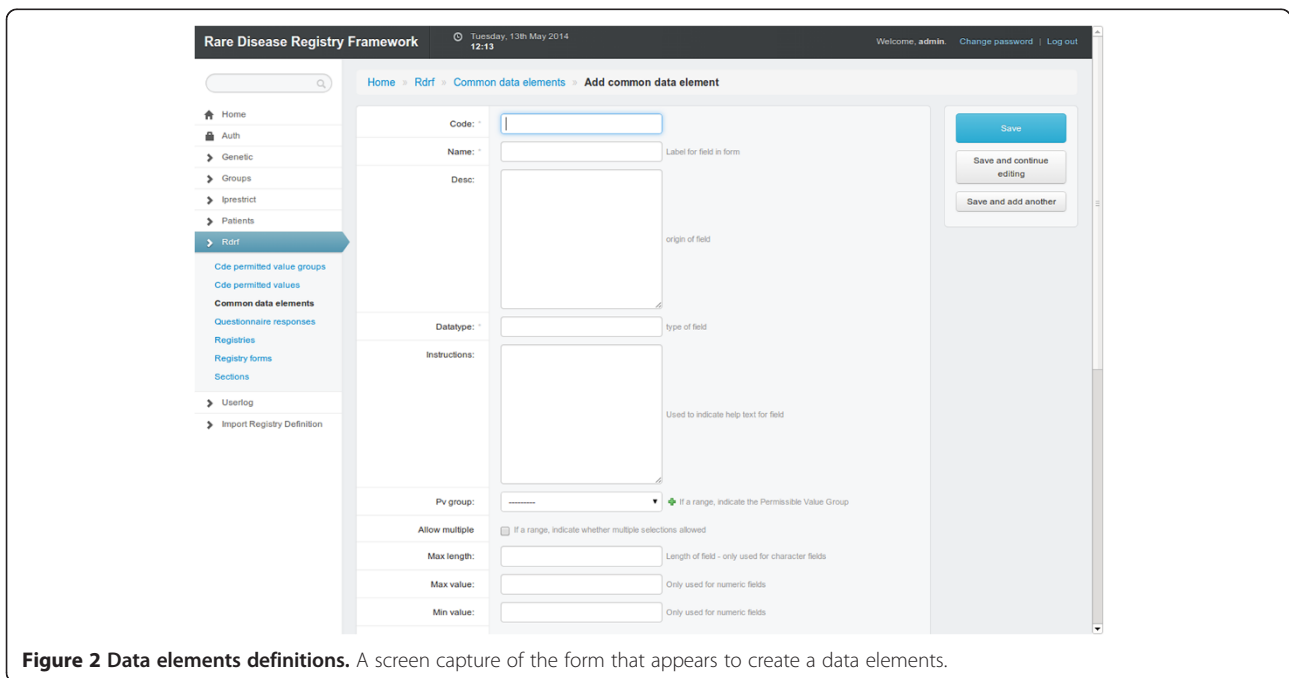 Rare Disease Registry Framework
Tuesday, 13th May 2014
12:13
Welcome, admin. Change password | Log out
Home » Rdrf » Common data elements » Add common data element
Home
Auth
Genetic
Groups
Iprestrict
Patients
Rdrf
Cde permitted value groups
Cde permitted values
Common data elements
Questionnaire responses
Registries
Registry forms
Sections
Userlog
Import Registry Definition
Code: *
Name: * Label for field in form
Desc: origin of field
Datatype: * type of field
Instructions: Used to indicate help text for field
Pv group: --------- If a range, indicate the Permissible Value Group
Allow multiple If a range, indicate whether multiple selections allowed
Max length: Length of field - only used for character fields
Max value: Only used for numeric fields
Min value: Only used for numeric fields
Save
Save and continue
editing
Save and add another
Figure 2 Data elements definitions. A screen capture of the form that appears to create a data elements.